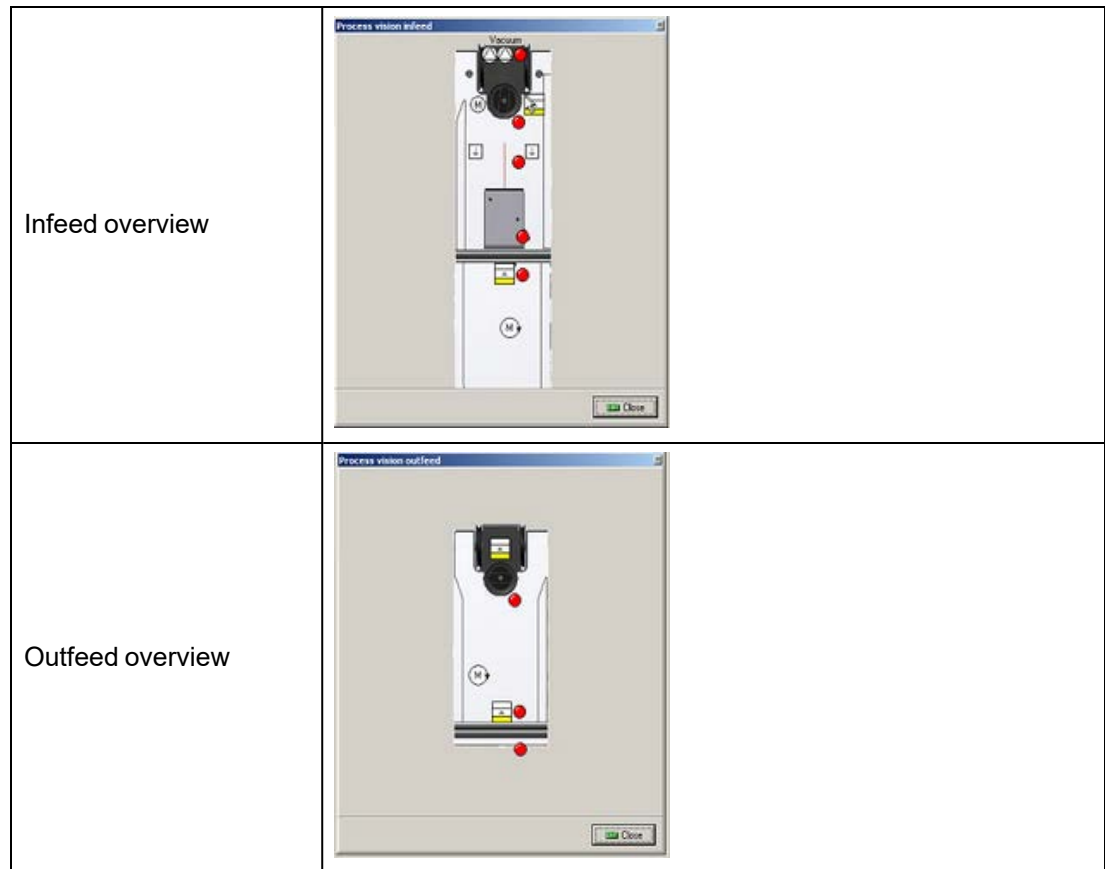 Process vision infeed
Vacuum
M
Infeed overview
M
Close
Process vision outfeed
Outfeed overview
M
Close